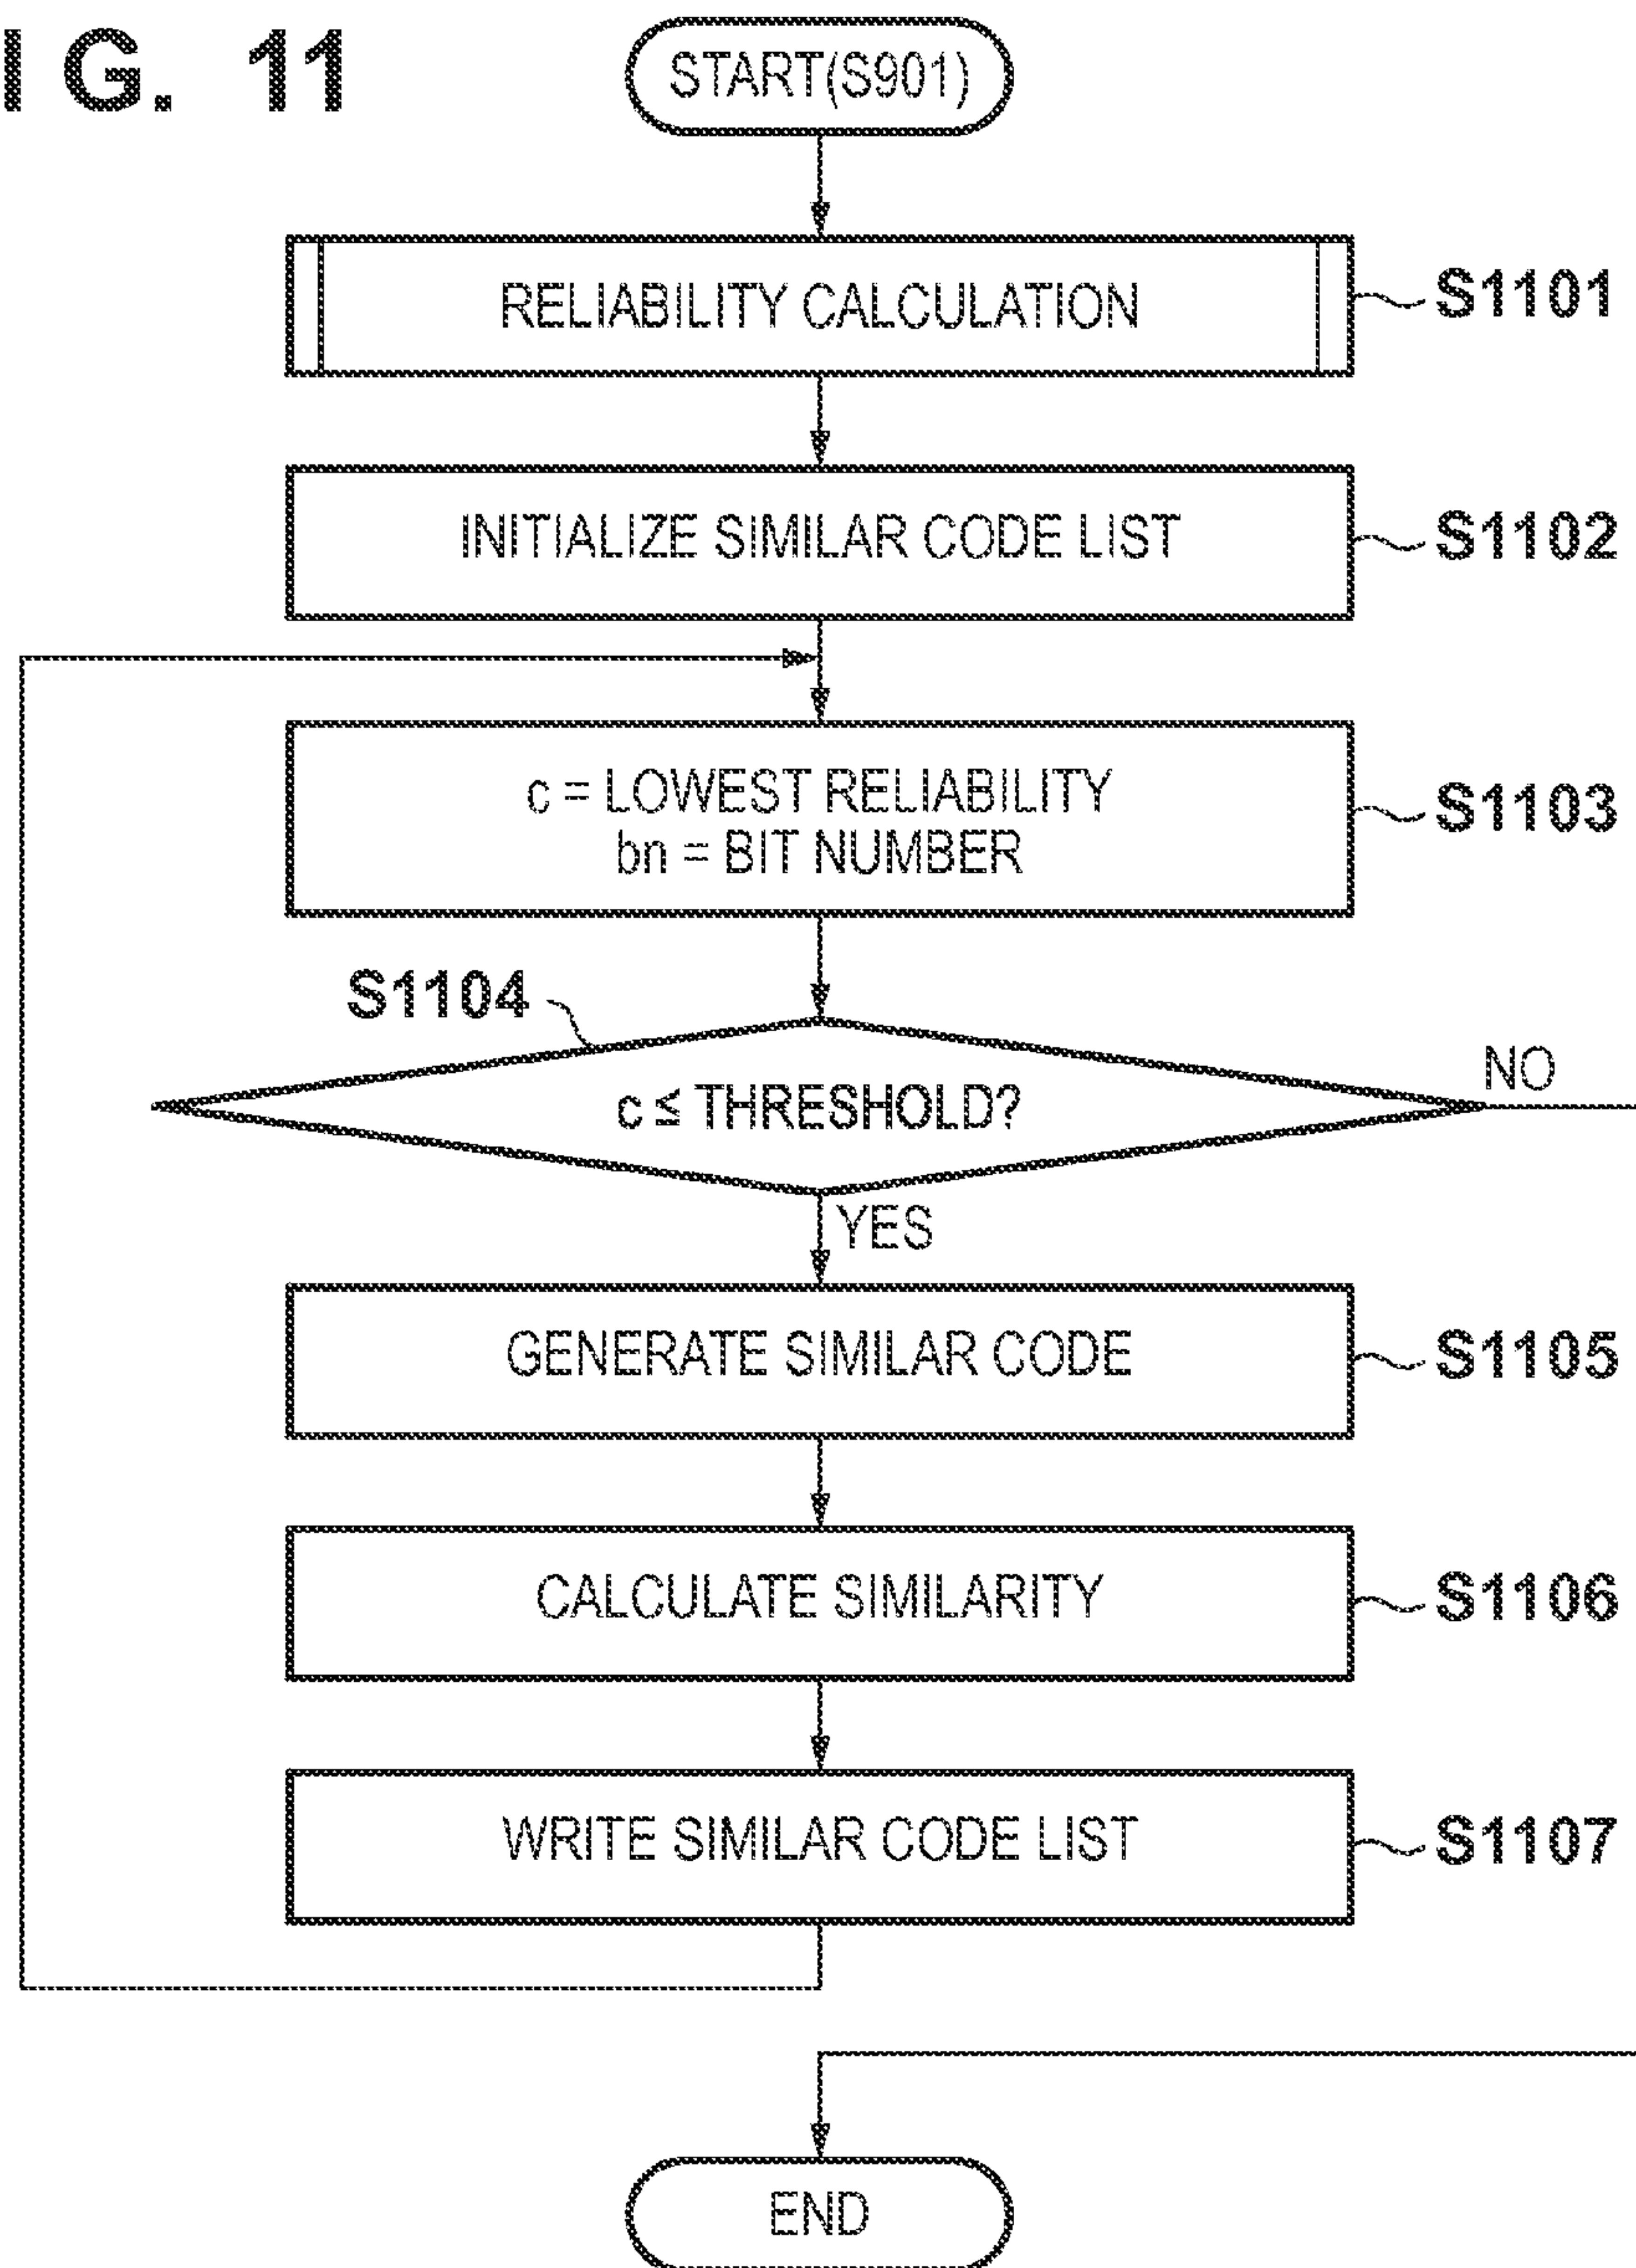 I G. 11
START(S901)
RELIABILITY CALCULATION
S1101
INITIALIZE SIMILAR CODE LIST
S1102
c = LOWEST RELIABILITY
bn = BIT NUMBER
S1103
S1104
c ≤ THRESHOLD?
NO
YES
GENERATE SIMILAR CODE
S1105
CALCULATE SIMILARITY
S1106
WRITE SIMILAR CODE LIST
S1107
END